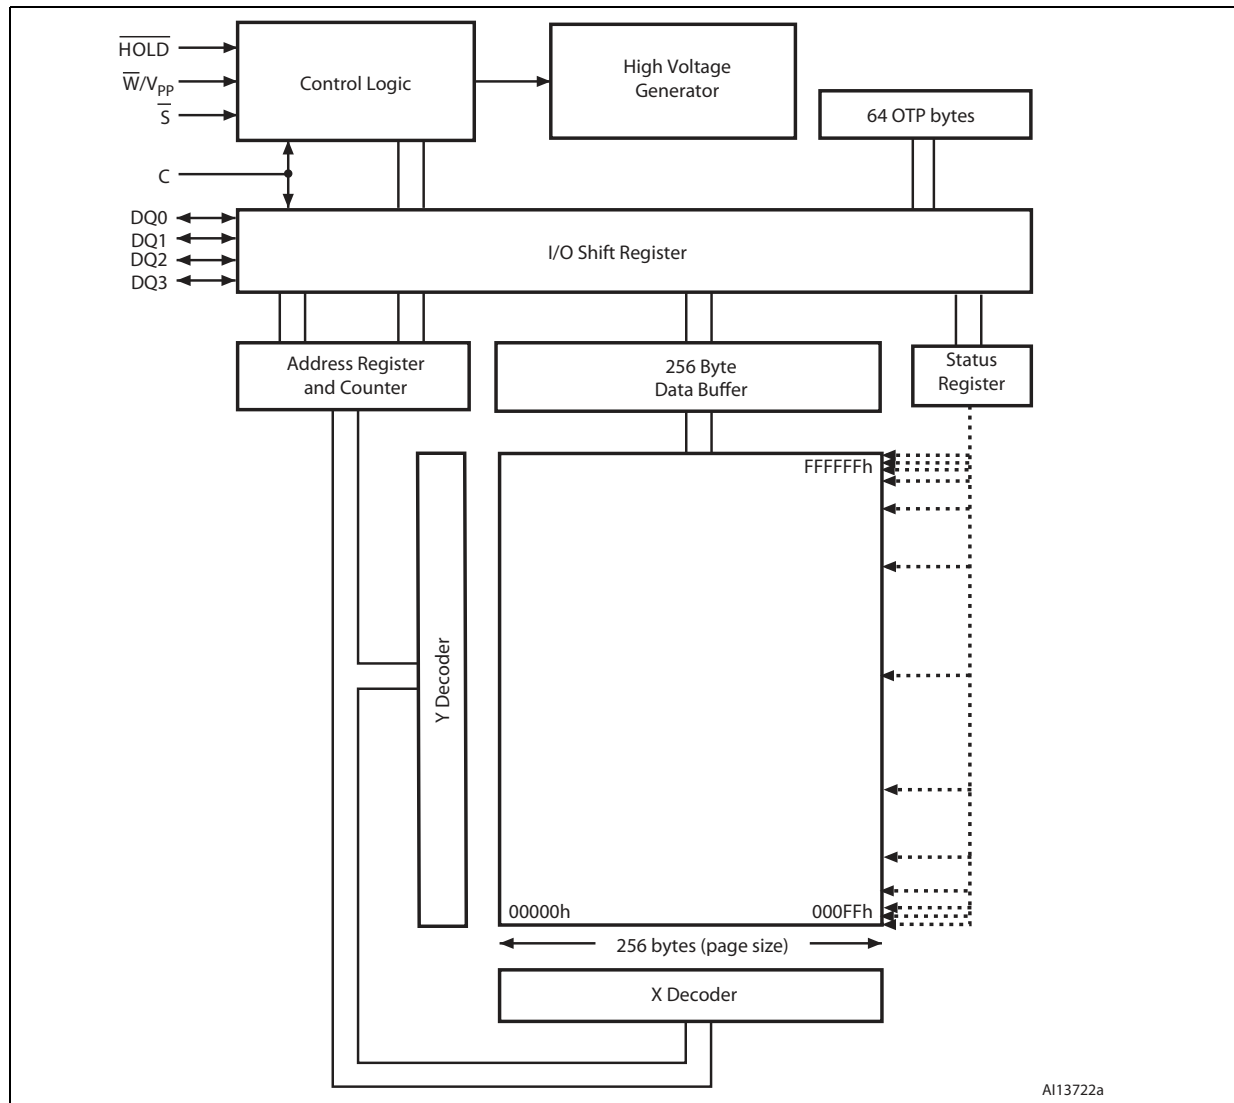 HOLD
W/VPP
S
Control Logic
High Voltage
Generator
64 OTP bytes
C
DQ0
DQ1
DQ2
DQ3
I/O Shift Register
Address Register
and Counter
256 Byte
Data Buffer
Status
Register
FFFFFFh
Y Decoder
00000h
000FFh
256 bytes (page size)
X Decoder
AI13722a